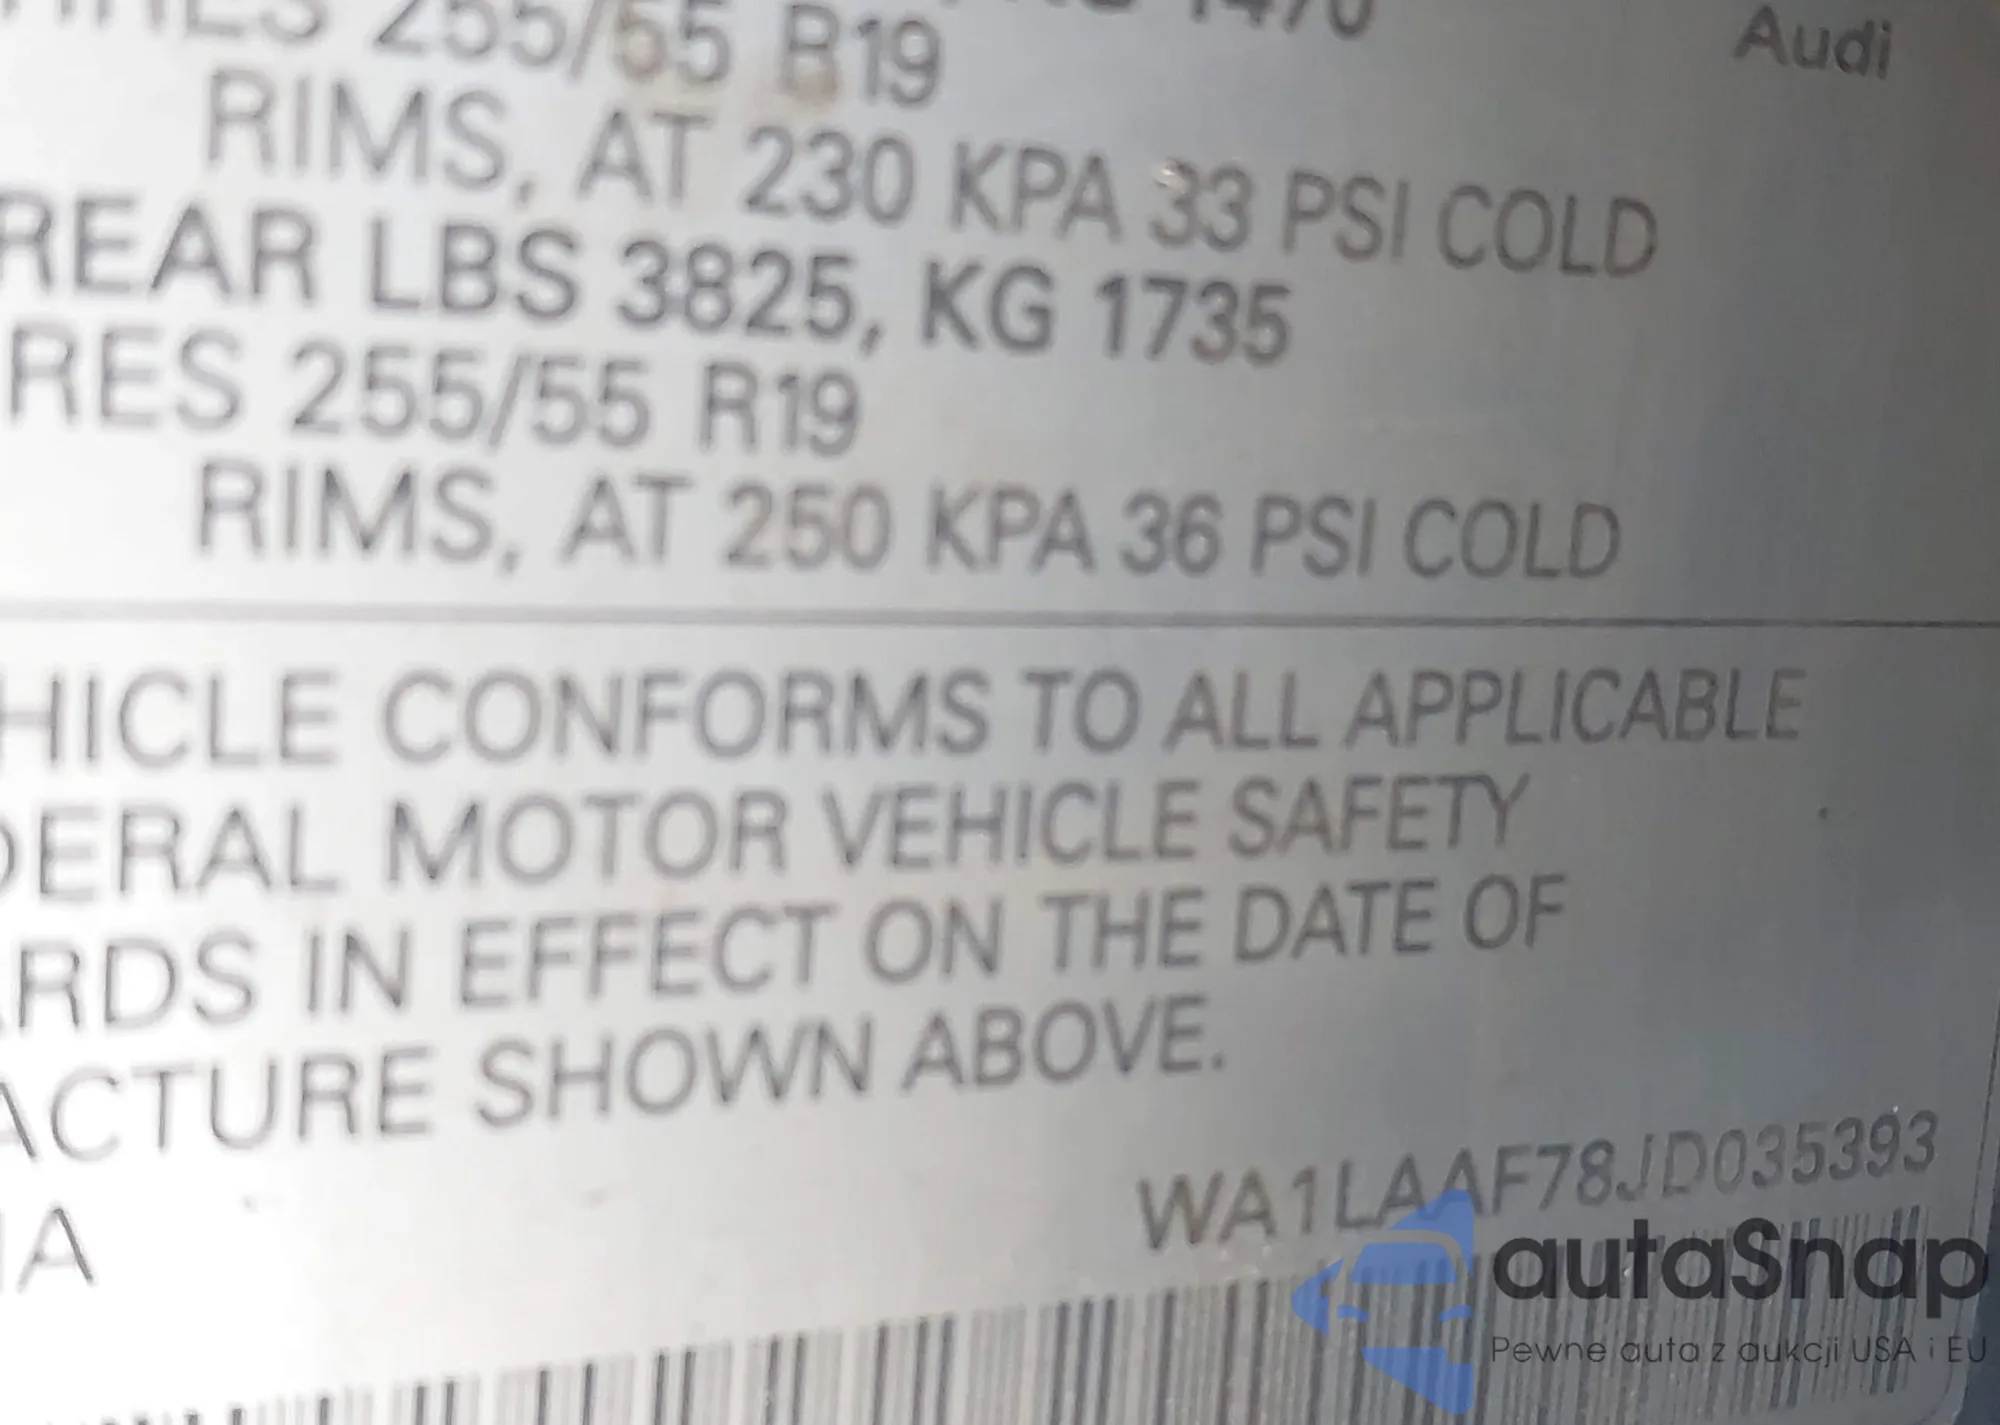 255/55 R19
Audi
RIMS, AT 230 KPA 33 PSI COLD
REAR LBS 3825, KG 1735
RES 255/55 R19
RIMS, AT 250 KPA 36 PSI COLD
HICLE CONFORMS TO ALL APPLICABLE
DERAL MOTOR VEHICLE SAFETY
ARDS IN EFFECT ON THE DATE OF
ACTURE SHOWN ABOVE.
WA1LAAF78JD035393
A
autaSnap
Pewne auta z aukcji USA i EU